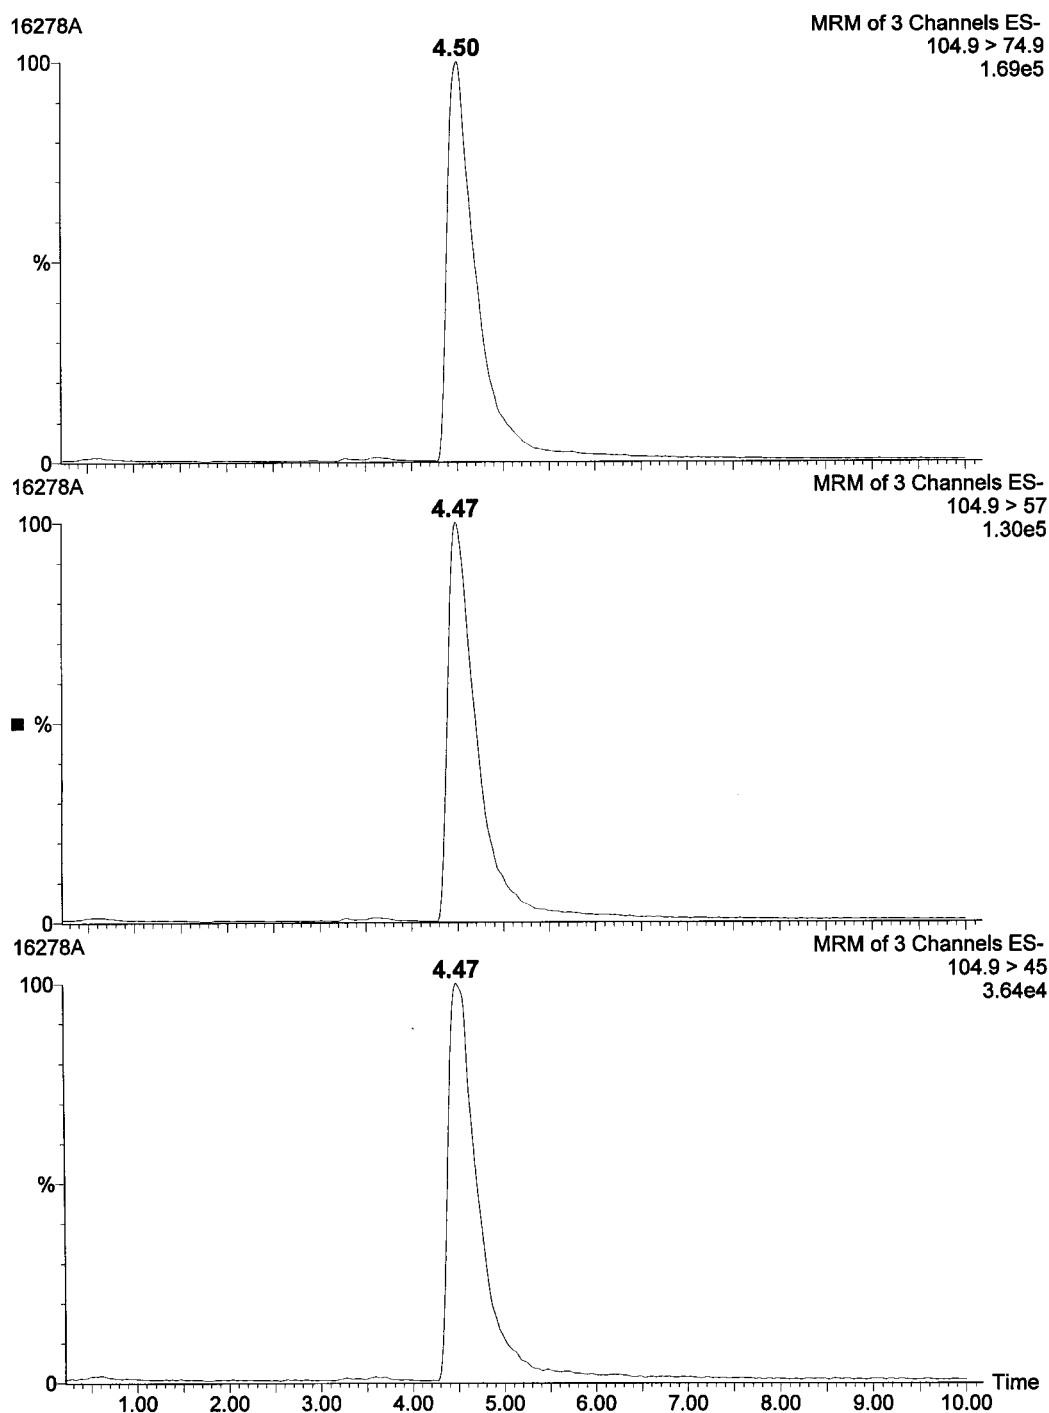 16278A
MRM of 3 Channels ES-
104.9 > 74.9
1.69e5
4.50
100
%
0
16278A
MRM of 3 Channels ES-
104.9 > 57
1.30e5
4.47
100
%
0
16278A
MRM of 3 Channels ES-
104.9 > 45
3.64e4
4.47
100
%
0
Time
1.00 2.00 3.00 4.00 5.00 6.00 7.00 8.00 9.00 10.00